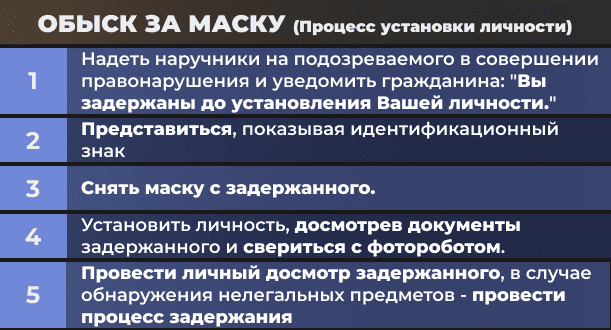 ОБЫСК ЗА МАСКУ (Процесс установки личности)
1
Надеть наручники на подозреваемого в совершении
правонарушения и уведомить гражданина: "Вы
задержаны до установления Вашей личности."
2
Представиться, показывая идентификационный
знак
3
Снять маску с задержанного.
4
Установить личность, досмотрев документы
задержанного и свериться с фотороботом.
5
Провести личный досмотр задержанного, в случае
обнаружения нелегальных предметов - провести
процесс задержания